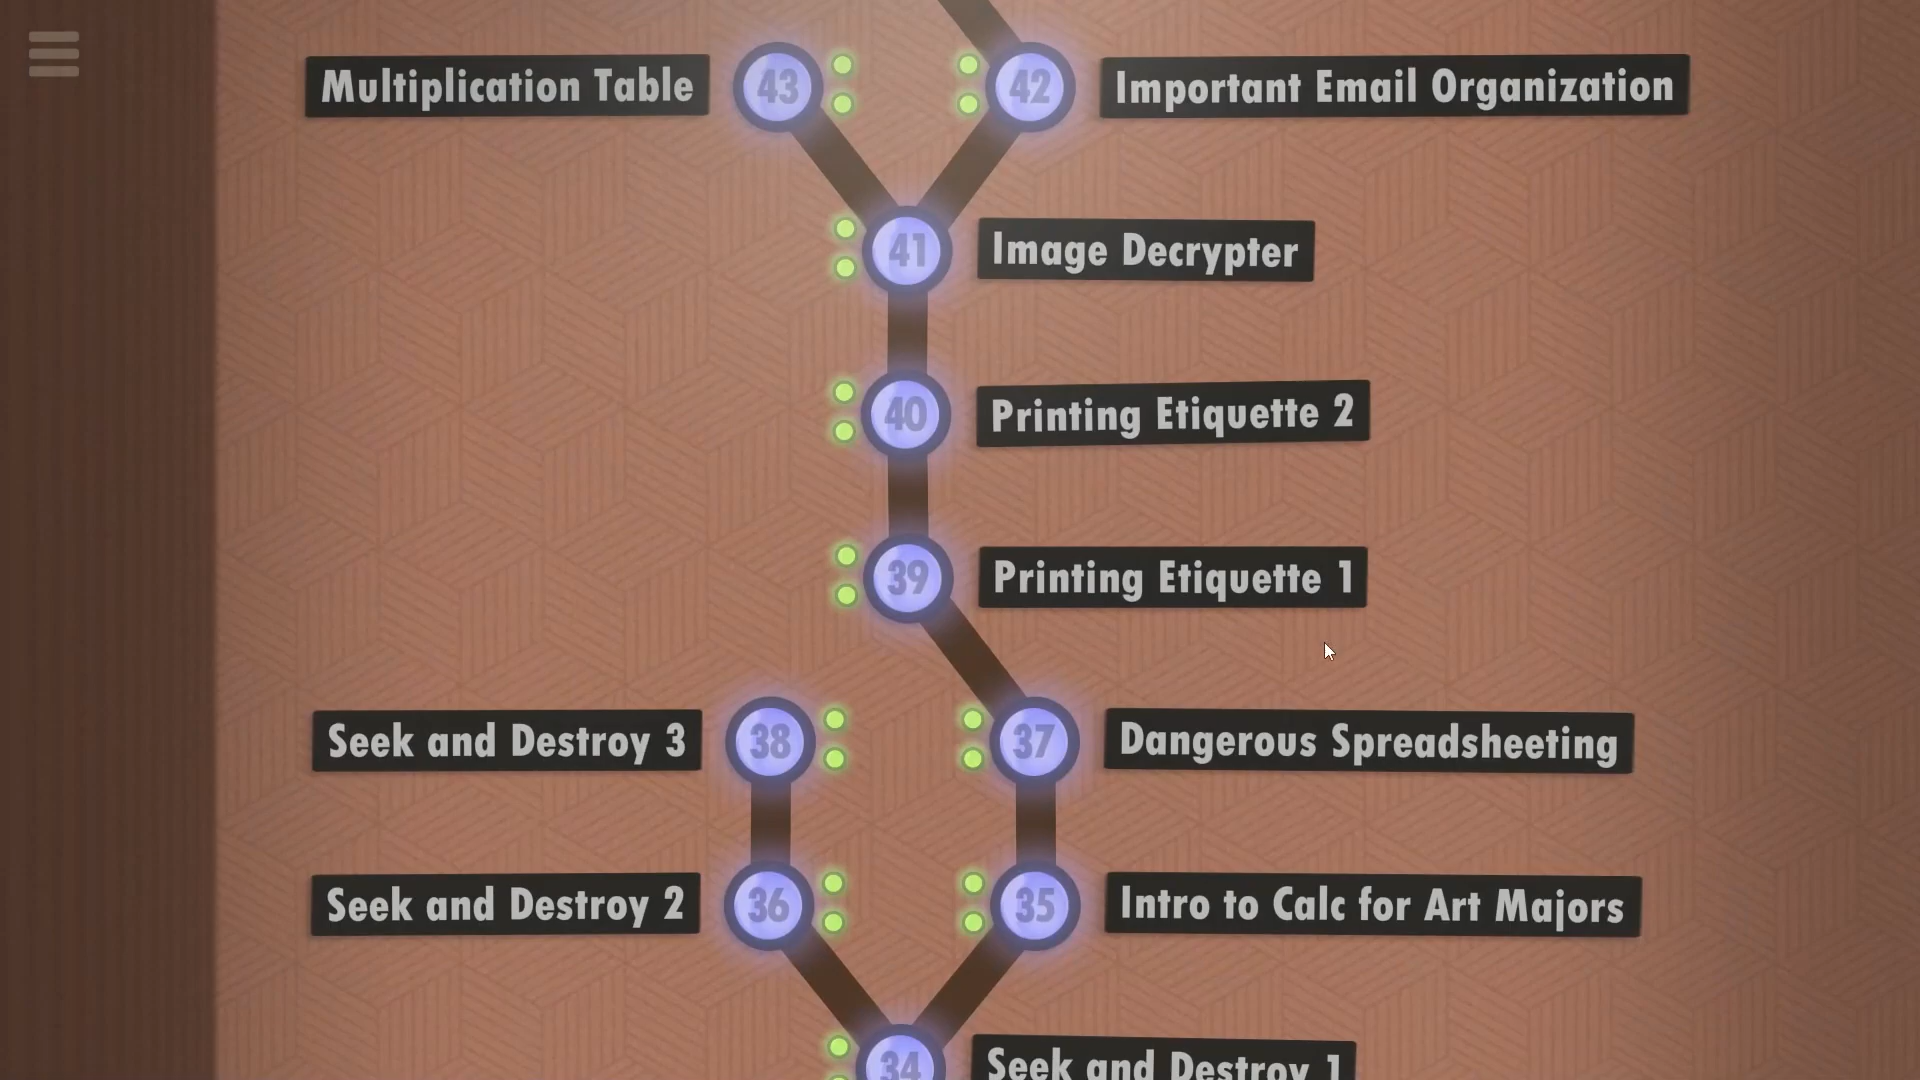 Multiplication Table 43 42 Important Email Organization
41 Image Decrypter
40 Printing Etiquette 2
39 Printing Etiquette 1
Seek and Destroy 3 38 37 Dangerous Spreadsheeting
Seek and Destroy 2 36 35 Intro to Calc for Art Majors
34 Seek and Destroy 1